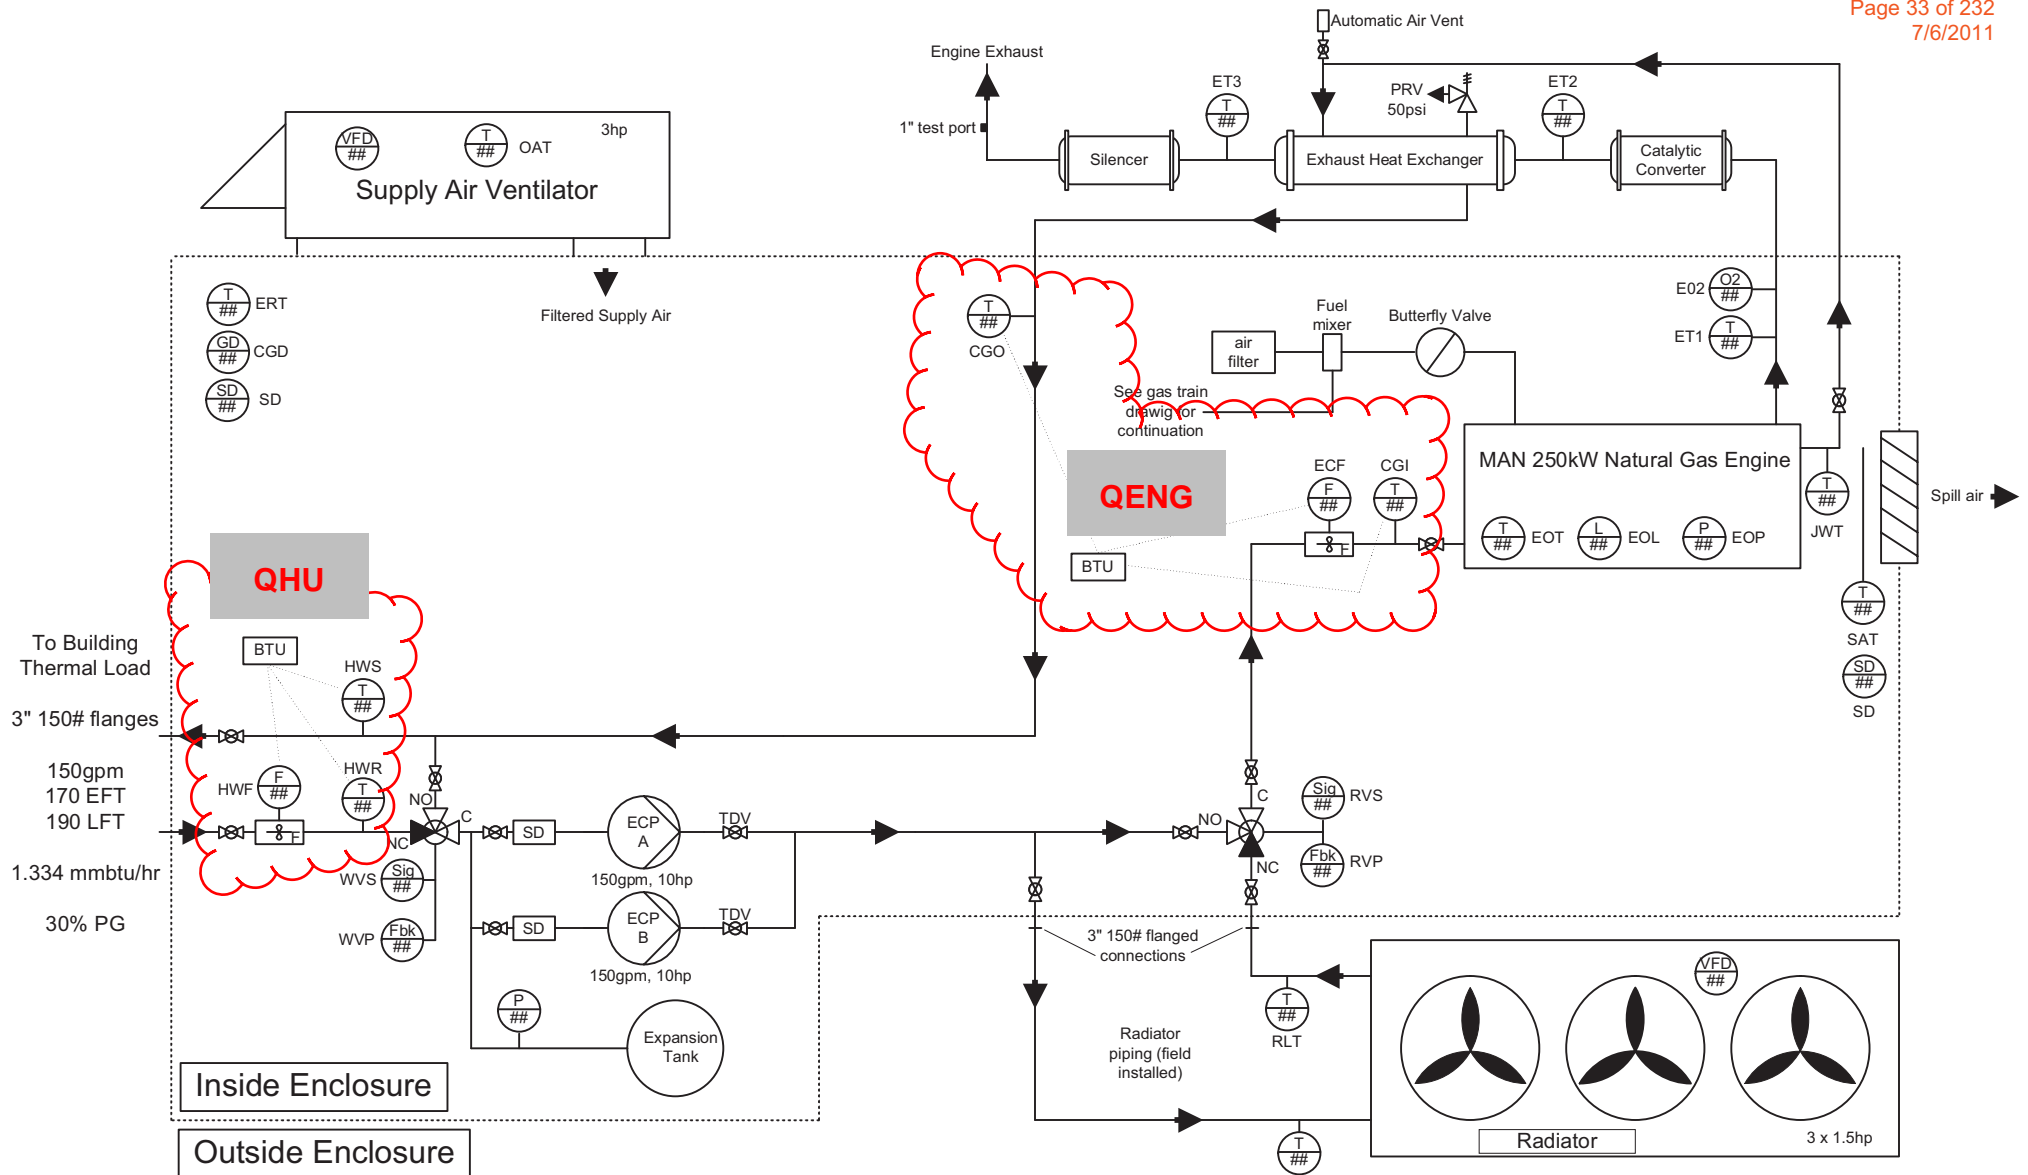 Page 33 of 232
7/6/2011
Automatic Air Vent
Engine Exhaust
ET3
T
##
PRV
50psi
ET2
T
##
1" test port
Silencer
Exhaust Heat Exchanger
Catalytic
Converter
VFD
##
T
##
OAT
3hp
Supply Air Ventilator
Filtered Supply Air
T
##
ERT
GD
##
CGD
SD
##
SD
T
##
CGO
Fuel
mixer
Butterfly Valve
air
filter
See gas train
drawig for
continuation
E02
O2
##
ET1
T
##
QENG
BTU
ECF
F
##
F
CGI
T
##
MAN 250kW Natural Gas Engine
T
##
EOT
L
##
EOL
P
##
EOP
T
##
JWT
Spill air
T
##
SAT
SD
##
SD
QHU
BTU
HWS
T
##
To Building
Thermal Load
3" 150# flanges
150gpm
170 EFT
190 LFT
1.334 mmbtu/hr
30% PG
HWF
F
##
F
HWR
T
##
NO
C
NC
WVS
Sig
##
WVP
Fbk
##
SD
ECP
A
TDV
150gpm, 10hp
SD
ECP
B
TDV
150gpm, 10hp
P
##
Expansion
Tank
NO
C
NC
Sig
##
RVS
Fbk
##
RVP
3" 150# flanged
connections
T
##
RLT
Radiator
piping (field
installed)
T
##
VFD
##
Radiator
3 x 1.5hp
Inside Enclosure
Outside Enclosure